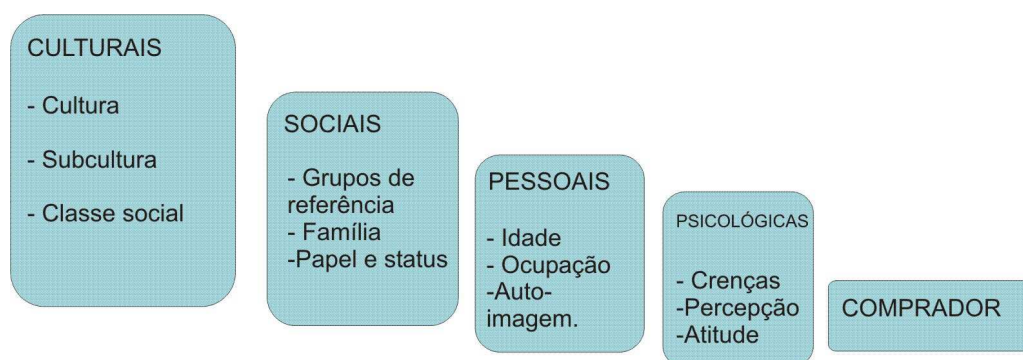 CULTURAIS
- Cultura
- Subcultura
- Classe social
SOCIAIS
- Grupos de
referência
- Família
-Papel e status
PESSOAIS
- Idade
- Ocupação
-Auto-
imagem.
PSICOLÓGICAS
- Crenças
-Percepção
-Atitude
COMPRADOR